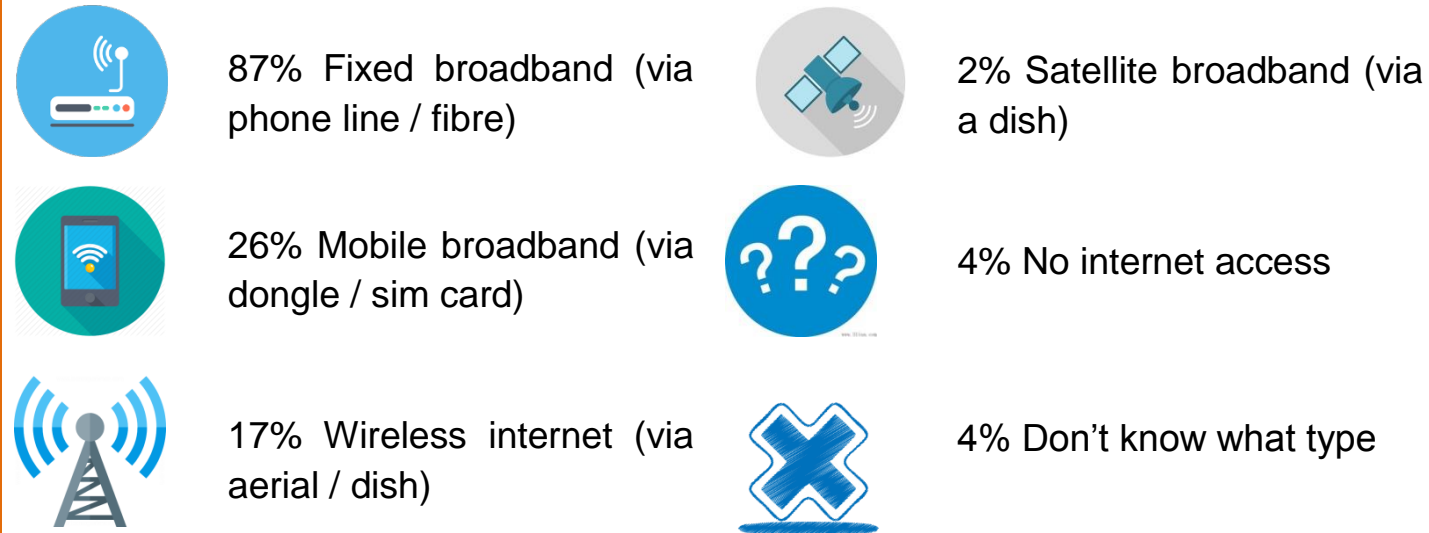 87% Fixed broadband (via
phone line / fibre)
2% Satellite broadband (via
a dish)
26% Mobile broadband (via
dongle / sim card)
???
4% No internet access
17% Wireless internet (via
aerial / dish)
4% Don’t know what type